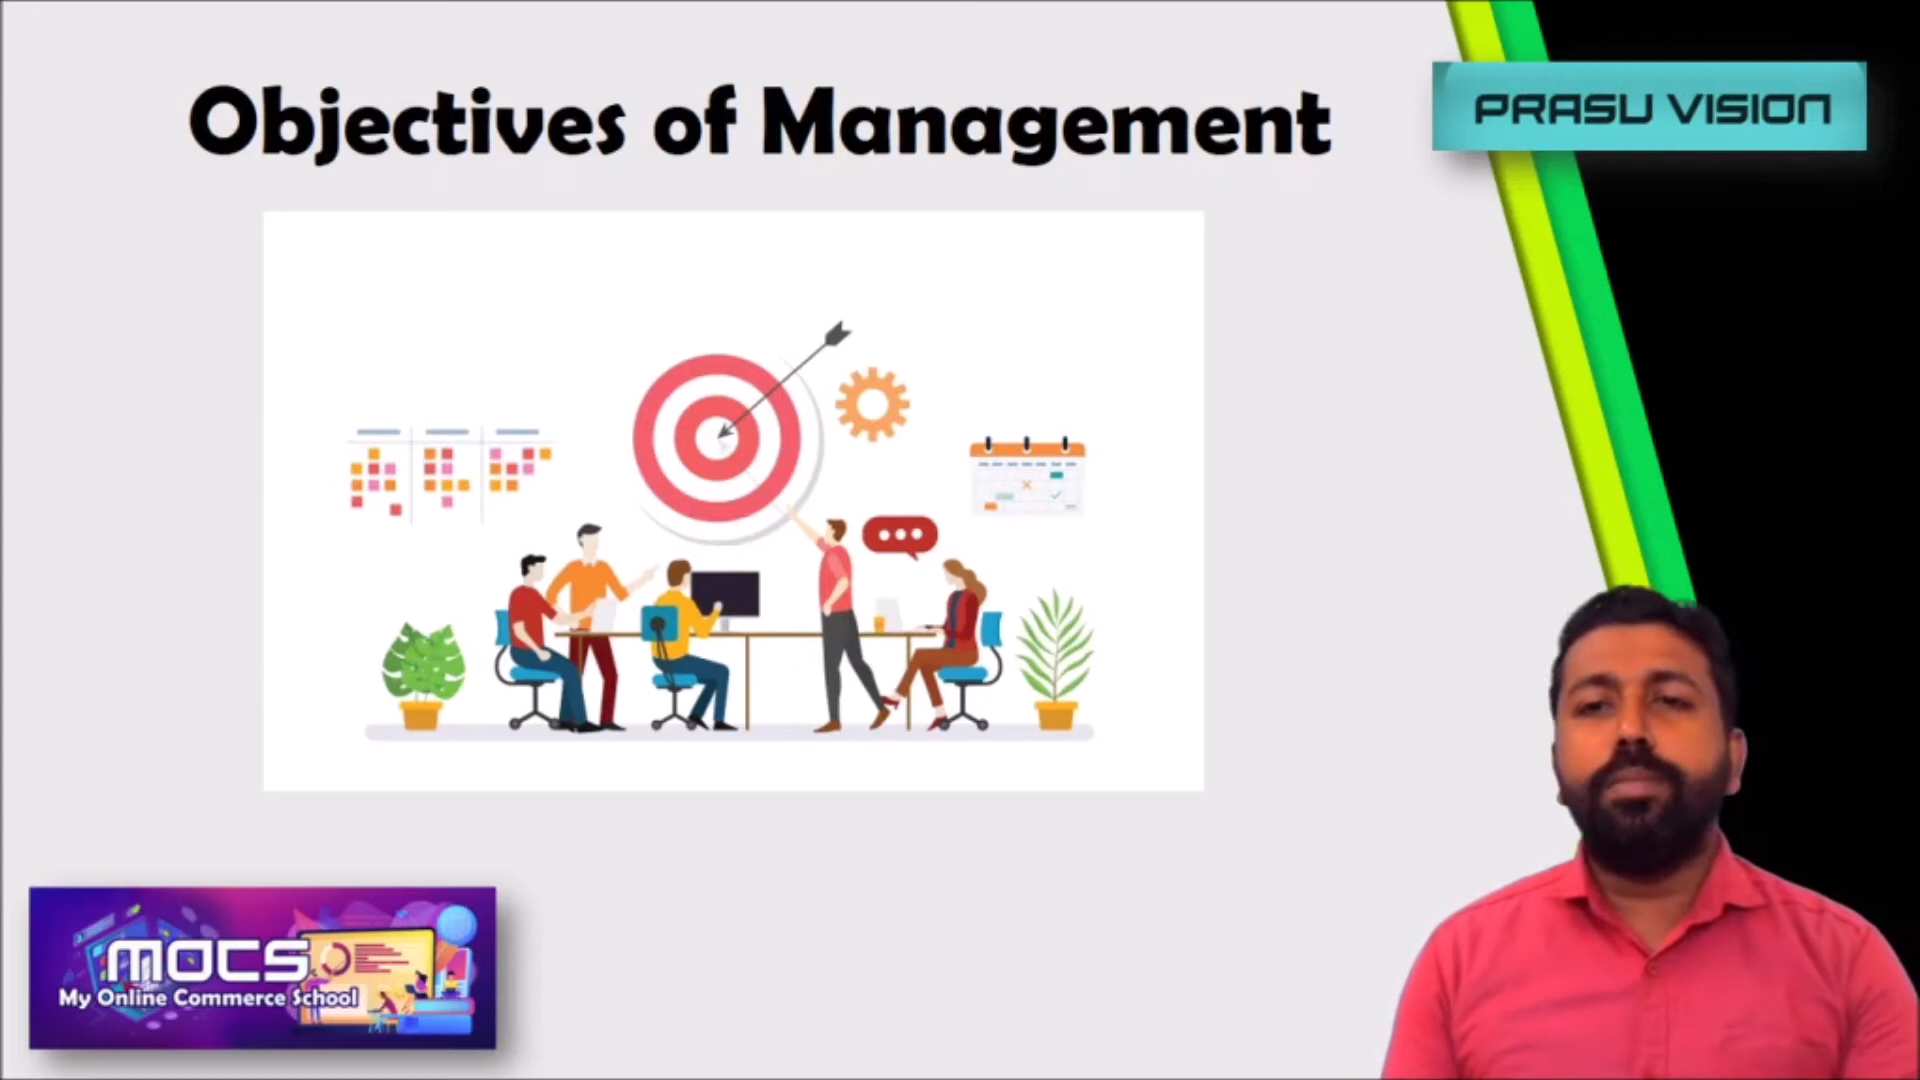 Objectives of Management
PRASU VISION
MOCS
My Online Commerce School